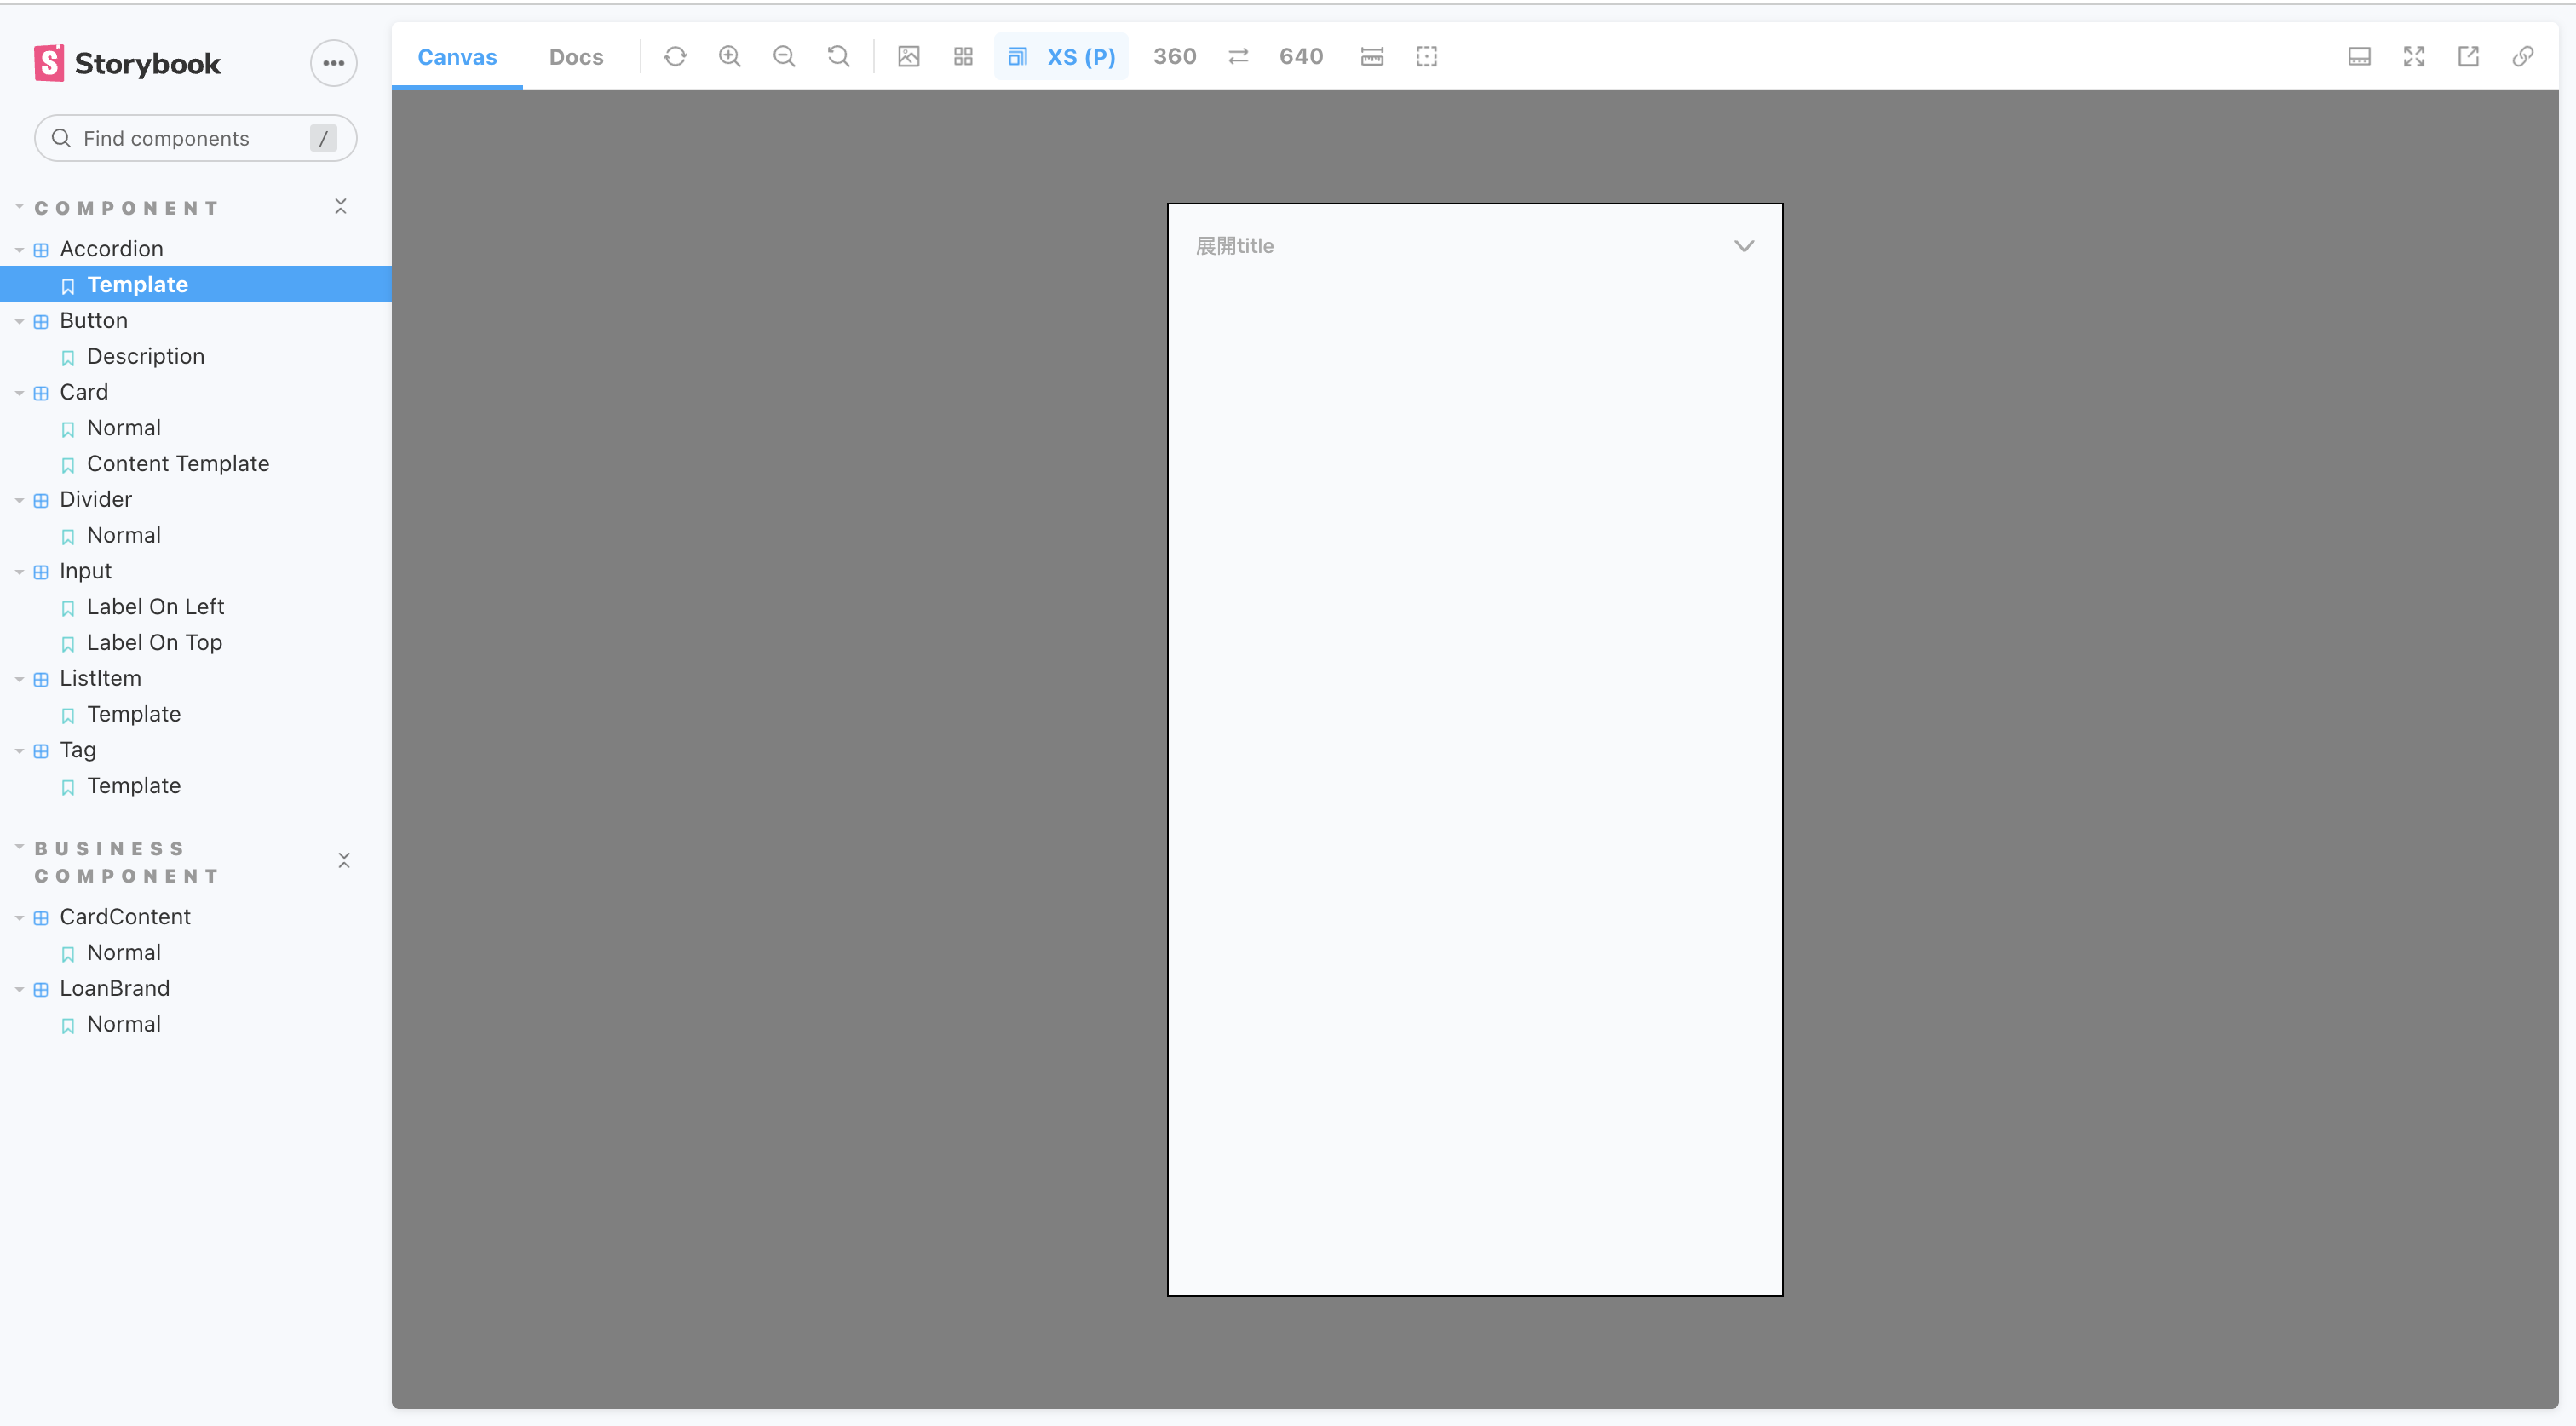 Storybook
Find components /
COMPONENT
Accordion
Template
Button
Description
Card
Normal
Content Template
Divider
Normal
Input
Label On Left
Label On Top
ListItem
Template
Tag
Template
BUSINESS
COMPONENT
CardContent
Normal
LoanBrand
Normal
Canvas Docs XS (P) 360 640
展開title